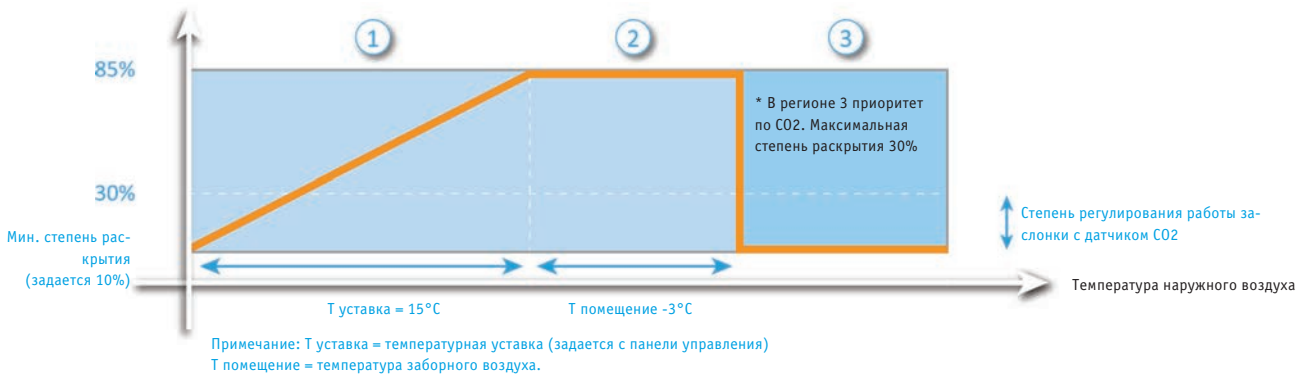 1
2
3
85%
* В регионе 3 приоритет
по CO2. Максимальная
степень раскрытия 30%
30%
Мин. степень рас-
крытия
(задается 10%)
Степень регулирования работы за-
слонки с датчиком CO2
Температура наружного воздуха
T уставка = 15°C
T помещение -3°C
Примечание: T уставка = температурная уставка (задается с панели управления)
T помещение = температура заборного воздуха.